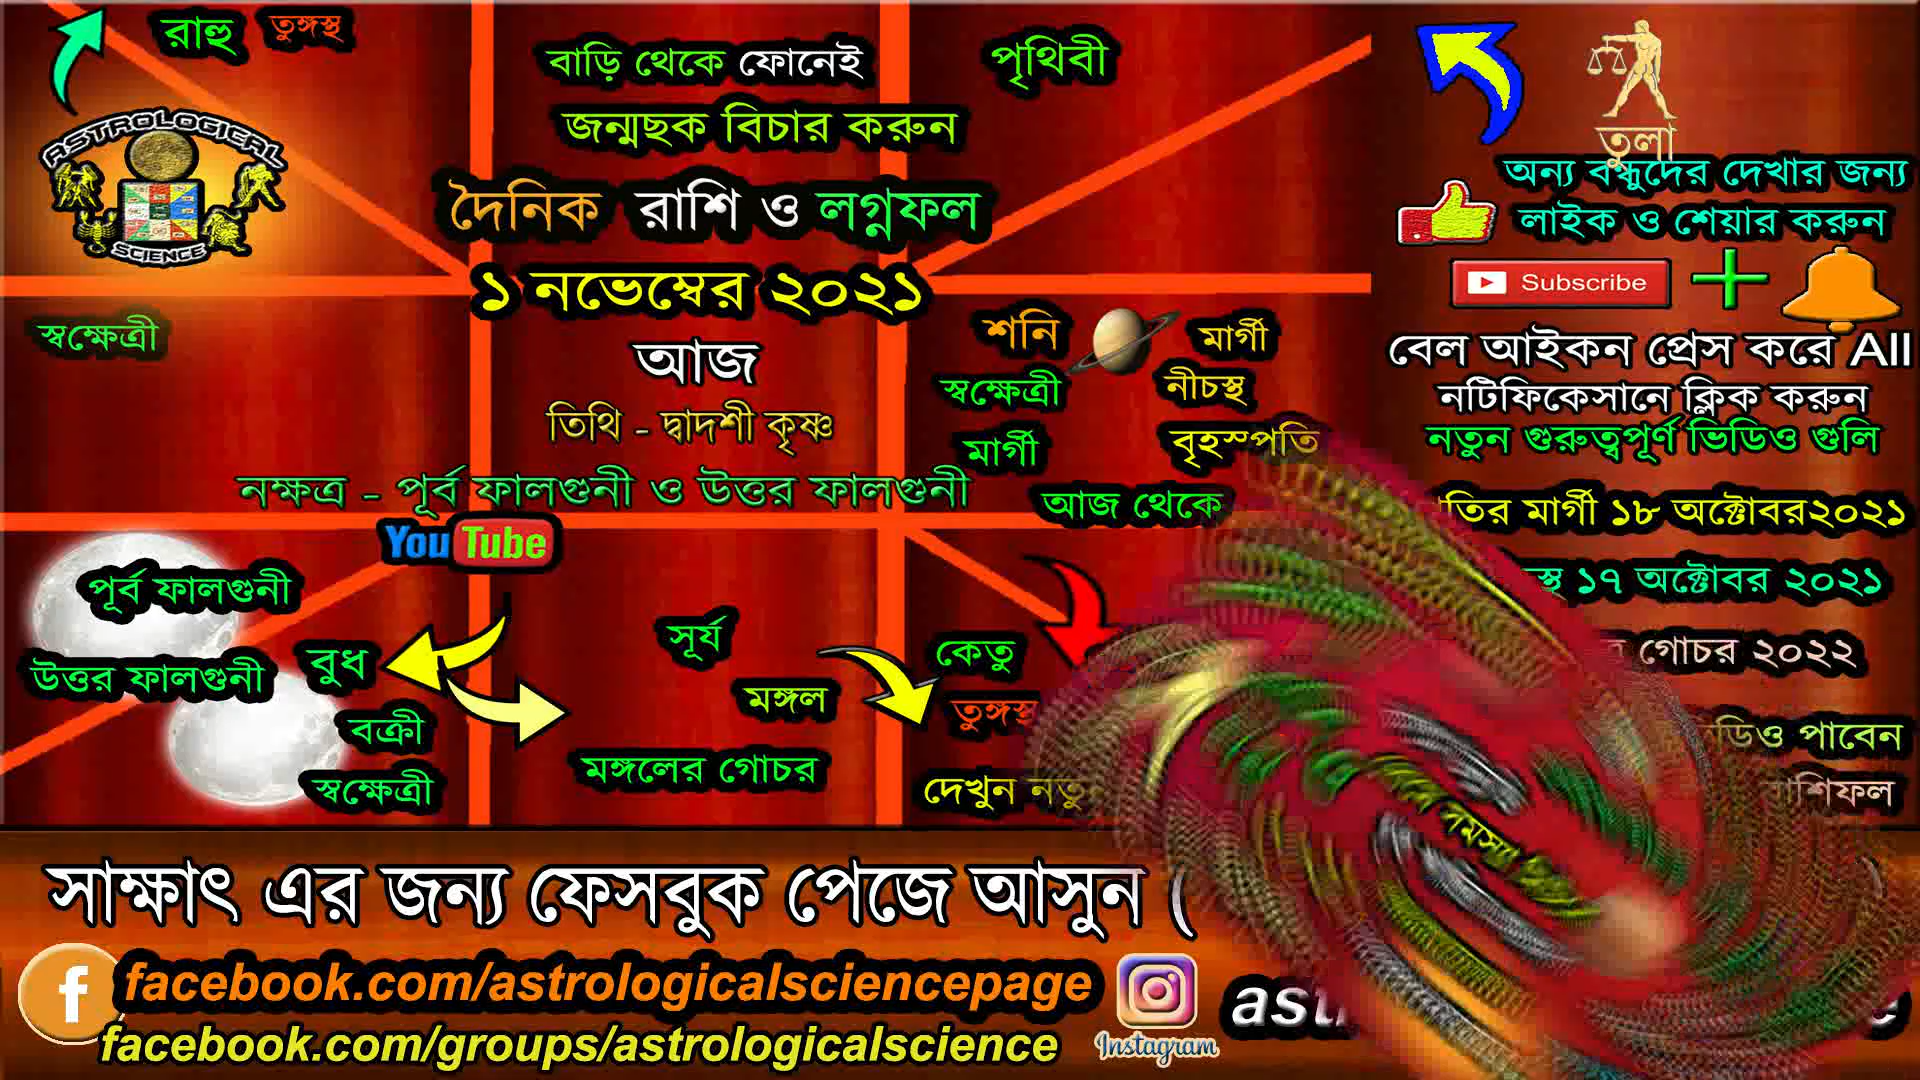 রাহু তুঙ্গস্থ
ASTROLOGICAL
SCIENCE
বাড়ি থেকে ফোনেই
জন্মছক বিচার করুন
পৃথিবী
দৈনিক রাশি ও লগ্নফল
১ নভেম্বের ২০২১
আজ
তিথি - দ্বাদশী কৃষ্ণ
নক্ষত্র - পূর্ব ফালগুনী ও উত্তর ফালগুনী
স্বক্ষেত্রী
শনি
মার্গী
স্বক্ষেত্রী
নীচস্থ
মার্গী
বৃহস্পতি
আজ থেকে
YouTube
পূর্ব ফালগুনী
উত্তর ফালগুনী
বুধ
বক্রী
স্বক্ষেত্রী
সূর্য
মঙ্গল
মঙ্গলের গোচর
কেতু
তুঙ্গস্থ
দেখুন
তুলা
অন্য বন্ধুদের দেখার জন্য
লাইক ও শেয়ার করুন
Subscribe
বেল আইকন প্রেস করে All
নটিফিকেসানে ক্লিক করুন
নতুন গুরুত্বপূর্ণ ভিডিও গুলি
মার্গী ১৮ অক্টোবর২০২১
১৭ অক্টোবর ২০২১
গোচর ২০২২
পাবেন
সাক্ষাৎ এর জন্য ফেসবুক পেজে আসুন (
facebook.com/astrologicalsciencepage
facebook.com/groups/astrologicalscience
Instagram